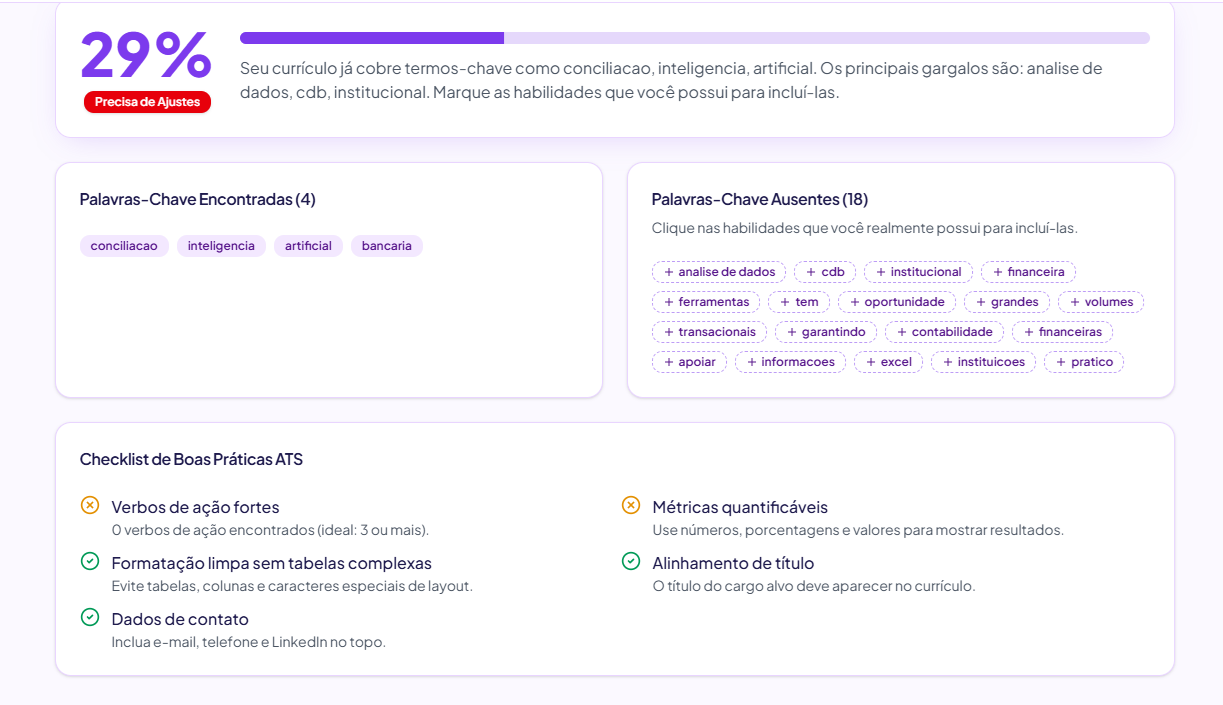 29%
Precisa de Ajustes
Seu currículo já cobre termos-chave como conciliacao, inteligencia, artificial. Os principais gargalos são: analise de
dados, cdb, institucional. Marque as habilidades que você possui para incluí-las.
Palavras-Chave Encontradas (4)
conciliacao inteligencia artificial bancaria
Palavras-Chave Ausentes (18)
Clique nas habilidades que você realmente possui para incluí-las.
+ analise de dados + cdb + institucional + financeira
+ ferramentas + tem + oportunidade + grandes + volumes
+ transacionais + garantindo + contabilidade + financeiras
+ apoiar + informacoes + excel + instituicoes + pratico
Checklist de Boas Práticas ATS
Verbos de ação fortes
0 verbos de ação encontrados (ideal: 3 ou mais).
Métricas quantificáveis
Use números, porcentagens e valores para mostrar resultados.
Formatação limpa sem tabelas complexas
Evite tabelas, colunas e caracteres especiais de layout.
Alinhamento de título
O título do cargo alvo deve aparecer no currículo.
Dados de contato
Inclua e-mail, telefone e LinkedIn no topo.